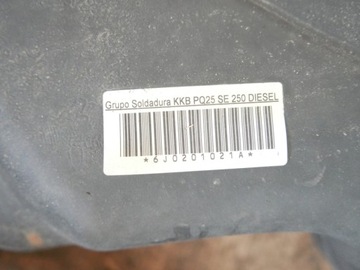 Grupo Soldadura KKB PQ25 SE 250 DIESEL
*6J0201021A*